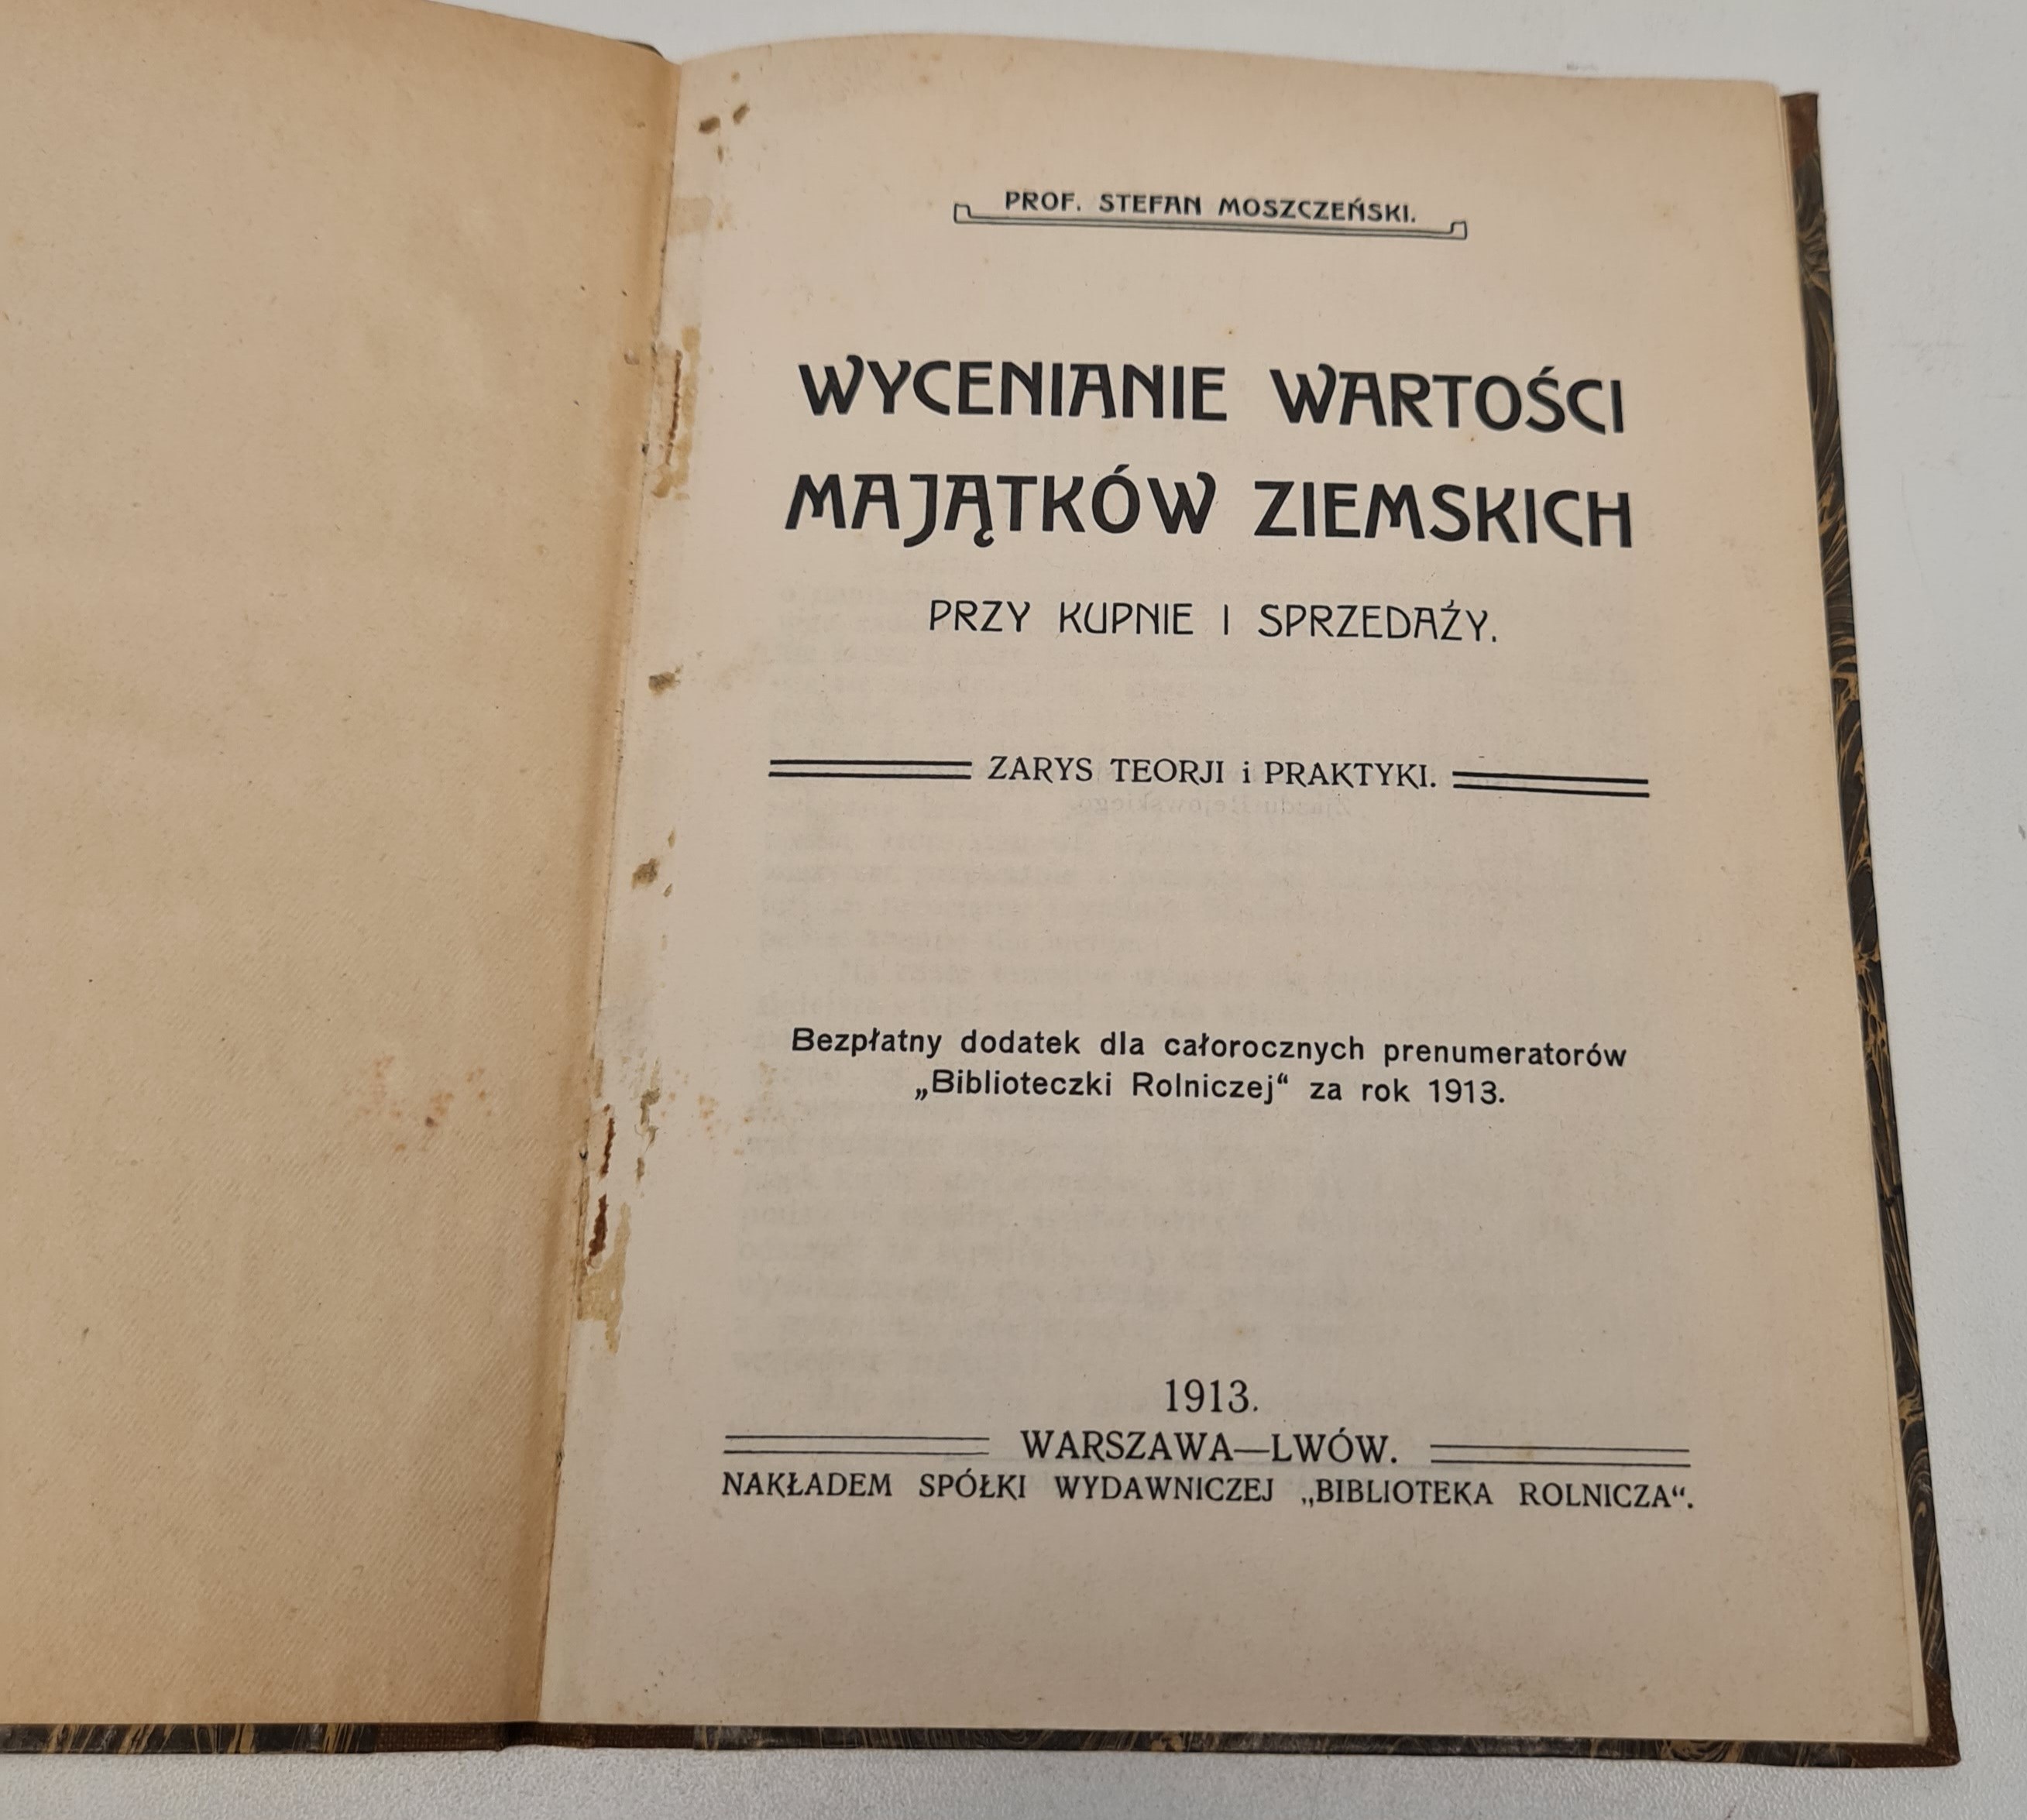 PROF. STEFAN MOSZCZEŃSKI.
WYCENIANIE WARTOŚCI
MAJĄTKÓW ZIEMSKICH
PRZY KUPNIE I SPRZEDAŻY.
ZARYS TEORJI i PRAKTYKI.
Bezpłatny dodatek dla całorocznych prenumeratorów
„Biblioteczki Rolniczej“ za rok 1913.
1913.
WARSZAWA—LWÓW.
NAKŁADEM SPÓŁKI WYDAWNICZEJ „BIBLIOTEKA ROLNICZA“.